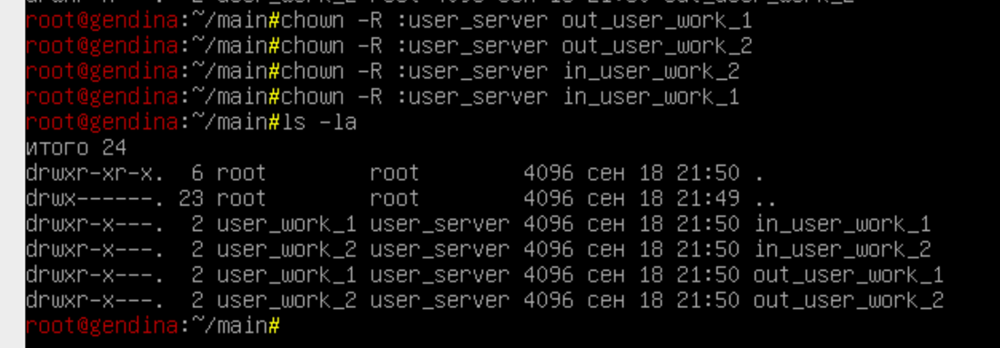 root@gendina:~/main#chown -R :user_server out_user_work_1
root@gendina:~/main#chown -R :user_server out_user_work_2
root@gendina:~/main#chown -R :user_server in_user_work_2
root@gendina:~/main#chown -R :user_server in_user_work_1
root@gendina:~/main#ls -la
итого 24
drwxr-xr-x.  6 root        root        4096 сен 18 21:50 .
drwx------. 23 root        root        4096 сен 18 21:49 ..
drwxr-x---.  2 user_work_1 user_server 4096 сен 18 21:50 in_user_work_1
drwxr-x---.  2 user_work_2 user_server 4096 сен 18 21:50 in_user_work_2
drwxr-x---.  2 user_work_1 user_server 4096 сен 18 21:50 out_user_work_1
drwxr-x---.  2 user_work_2 user_server 4096 сен 18 21:50 out_user_work_2
root@gendina:~/main#